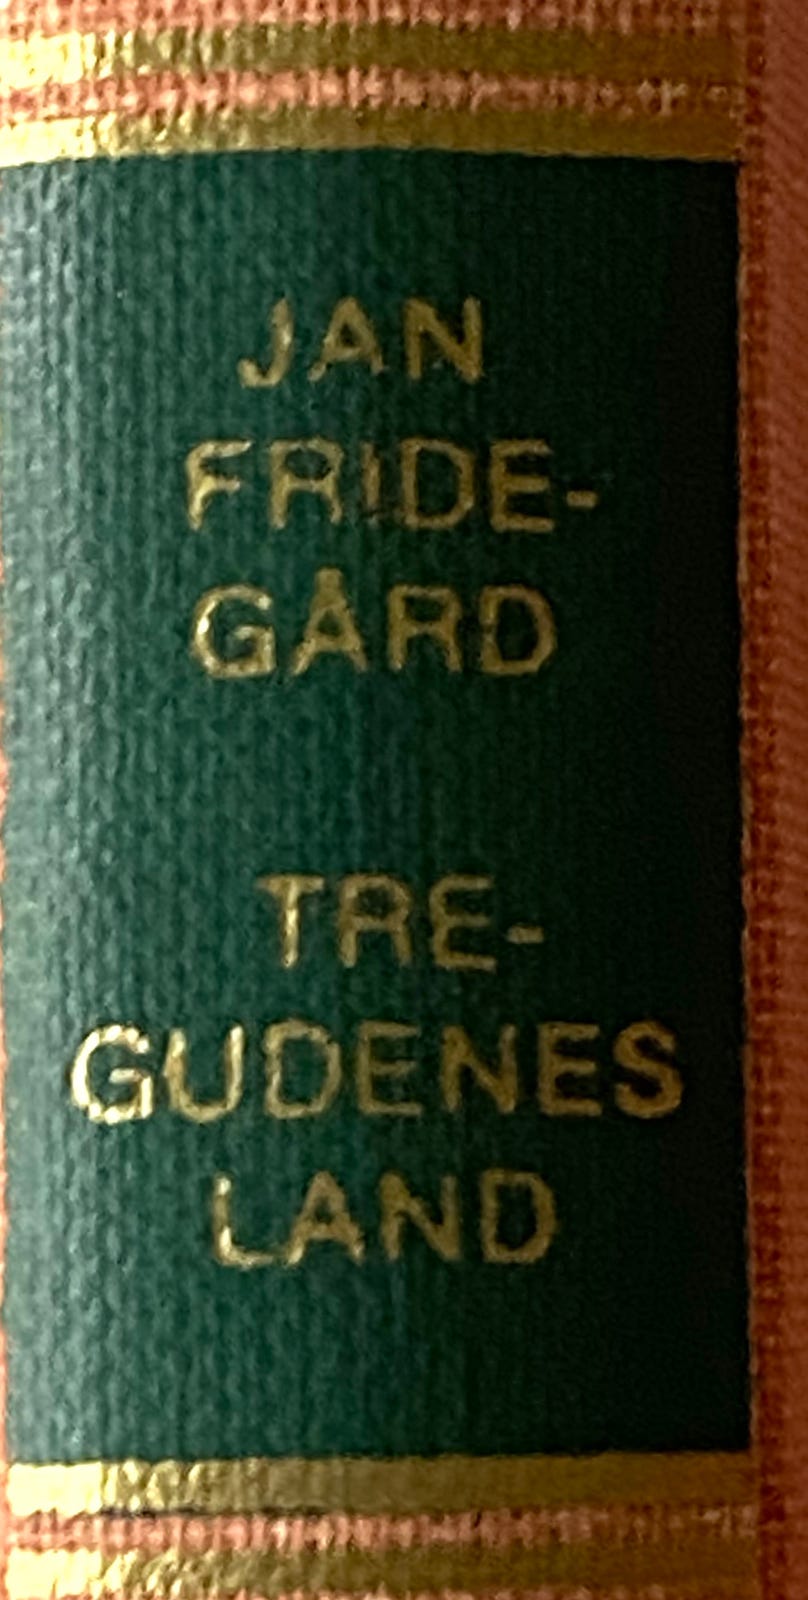 JAN
FRIDE-
GÅRD
TRE-
GUDENES
LAND